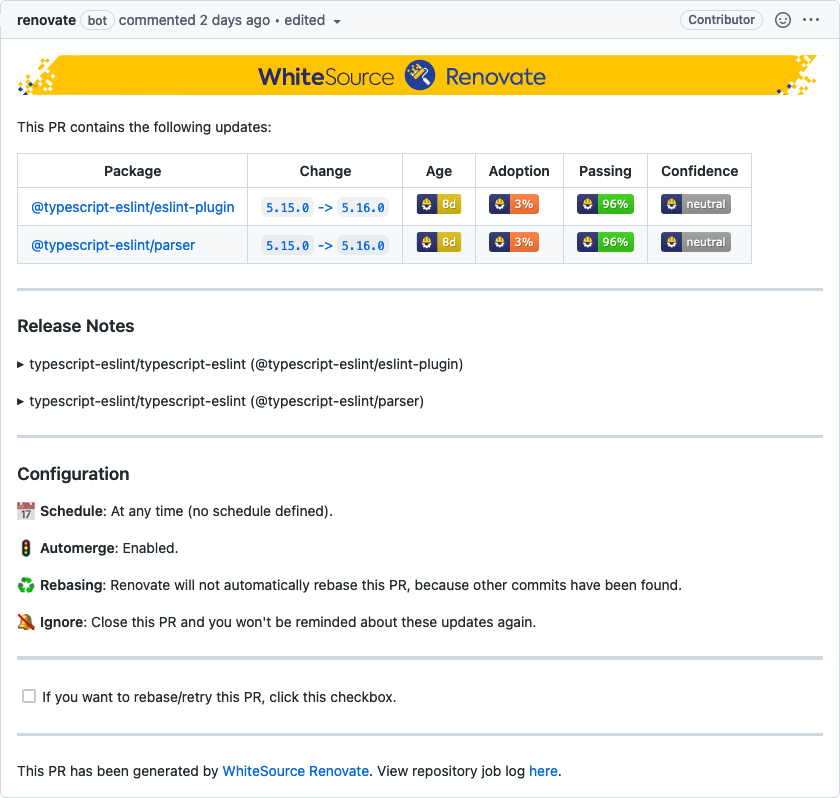 renovate bot commented 2 days ago • edited Contributor
WhiteSource Renovate
This PR contains the following updates:
Package Change Age Adoption Passing Confidence
@typescript-eslint/eslint-plugin 5.15.0 -> 5.16.0 8d 3% 96% neutral
@typescript-eslint/parser 5.15.0 -> 5.16.0 8d 3% 96% neutral
Release Notes
▸ typescript-eslint/typescript-eslint (@typescript-eslint/eslint-plugin)
▸ typescript-eslint/typescript-eslint (@typescript-eslint/parser)
Configuration
17 Schedule: At any time (no schedule defined).
Automerge: Enabled.
Rebasing: Renovate will not automatically rebase this PR, because other commits have been found.
Ignore: Close this PR and you won't be reminded about these updates again.
If you want to rebase/retry this PR, click this checkbox.
This PR has been generated by WhiteSource Renovate. View repository job log here.